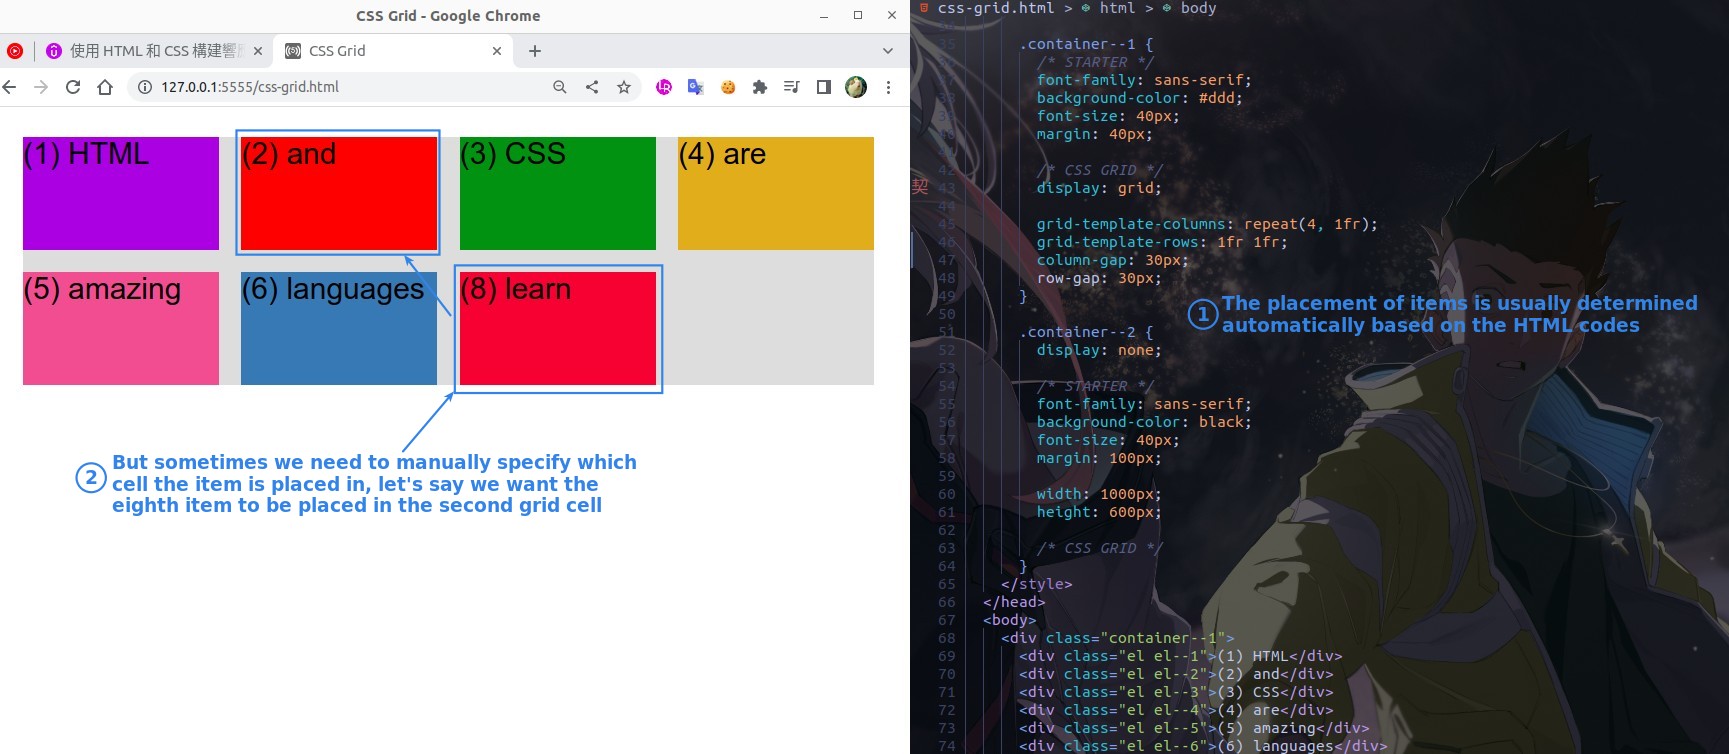 CSS Grid - Google Chrome
使用 HTML 和 CSS 構建響
CSS Grid
127.0.0.1:5555/css-grid.html
(1) HTML
(2) and
(3) CSS
(4) are
(5) amazing
(6) languages
(8) learn
2 But sometimes we need to manually specify which
cell the item is placed in, let's say we want the
eighth item to be placed in the second grid cell
css-grid.html > html > body
35 .container--1 {
/* STARTER */
font-family: sans-serif;
background-color: #ddd;
font-size: 40px;
margin: 40px;
42 /* CSS GRID */
契
43 display: grid;
44
45 grid-template-columns: repeat(4, 1fr);
46 grid-template-rows: 1fr 1fr;
47 column-gap: 30px;
48 row-gap: 30px;
49 }
50
1 The placement of items is usually determined
automatically based on the HTML codes
51 .container--2 {
52 display: none;
53
54 /* STARTER */
55 font-family: sans-serif;
56 background-color: black;
57 font-size: 40px;
58 margin: 100px;
59
60 width: 1000px;
61 height: 600px;
62
63 /* CSS GRID */
64 }
65 </style>
66 </head>
67 <body>
68 <div class="container--1">
69 <div class="el el--1">(1) HTML</div>
70 <div class="el el--2">(2) and</div>
71 <div class="el el--3">(3) CSS</div>
72 <div class="el el--4">(4) are</div>
73 <div class="el el--5">(5) amazing</div>
74 <div class="el el--6">(6) languages</div>